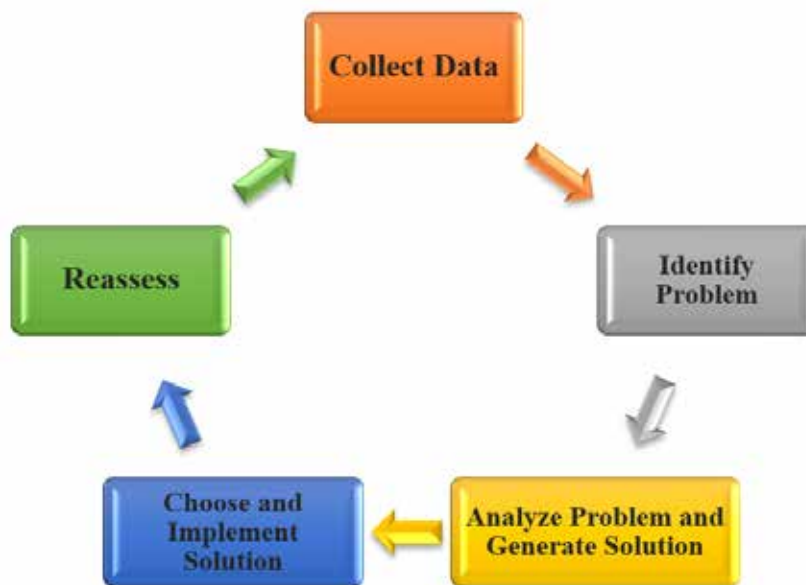 Collect Data
Identify
Problem
Analyze Problem and
Generate Solution
Choose and
Implement
Solution
Reassess